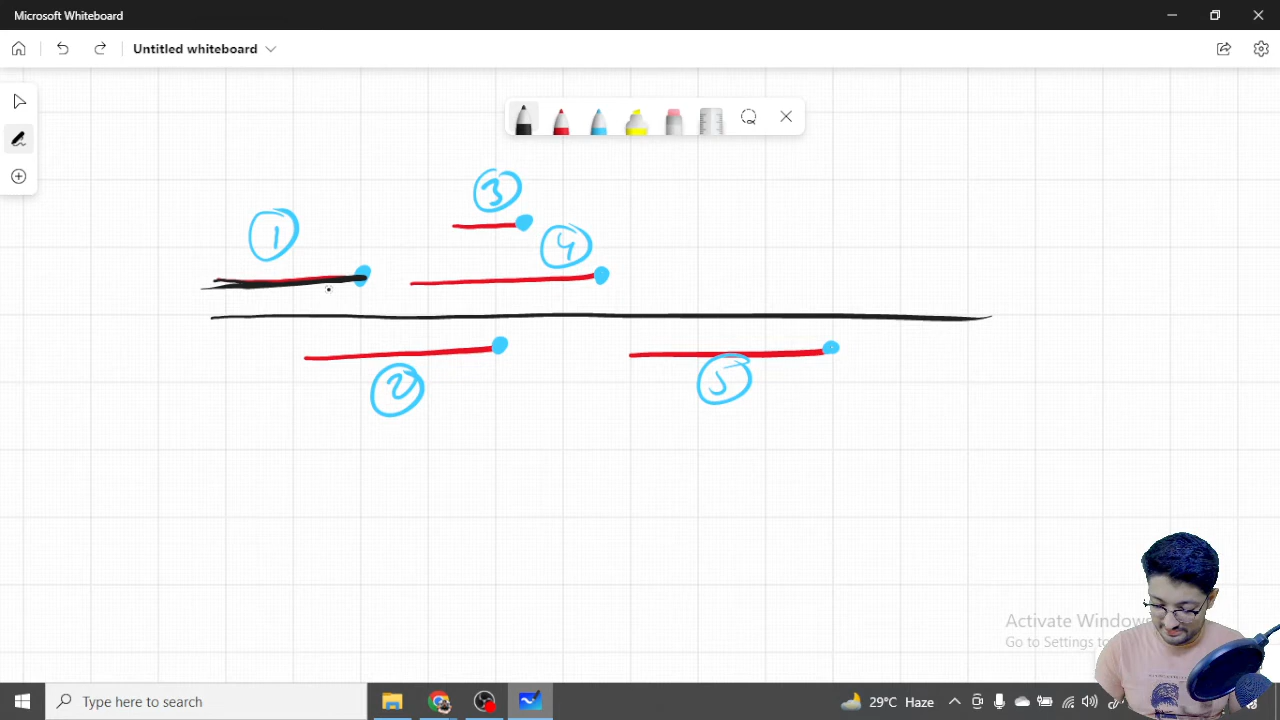 Microsoft Whiteboard
Untitled whiteboard
3
1
4
2
5
Activate Windows
Go to Settings to
Type here to search
29°C Haze